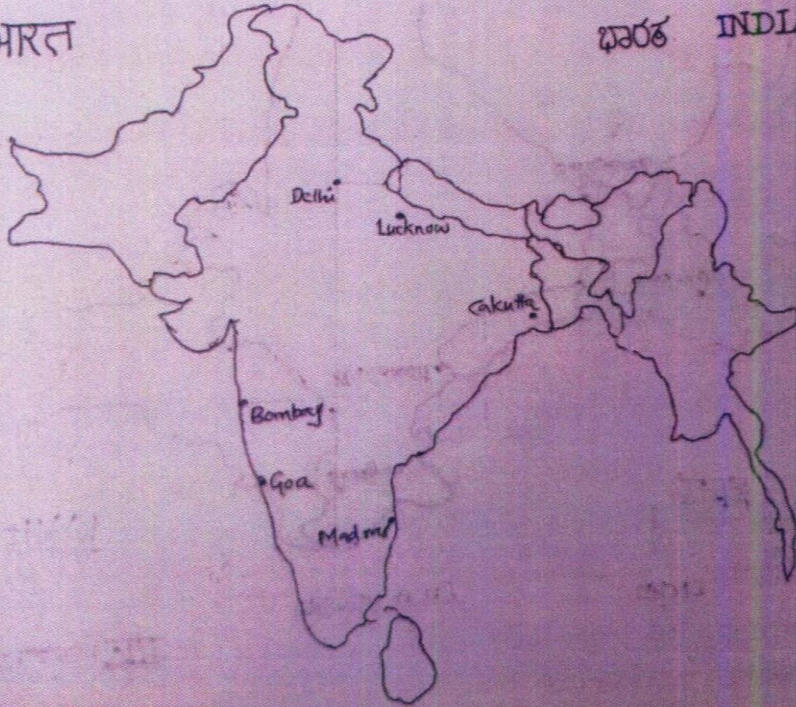 भारत
ಭಾರತ INDIA
Delhi
Lucknow
Calcutta
Bombay
Goa
Madras